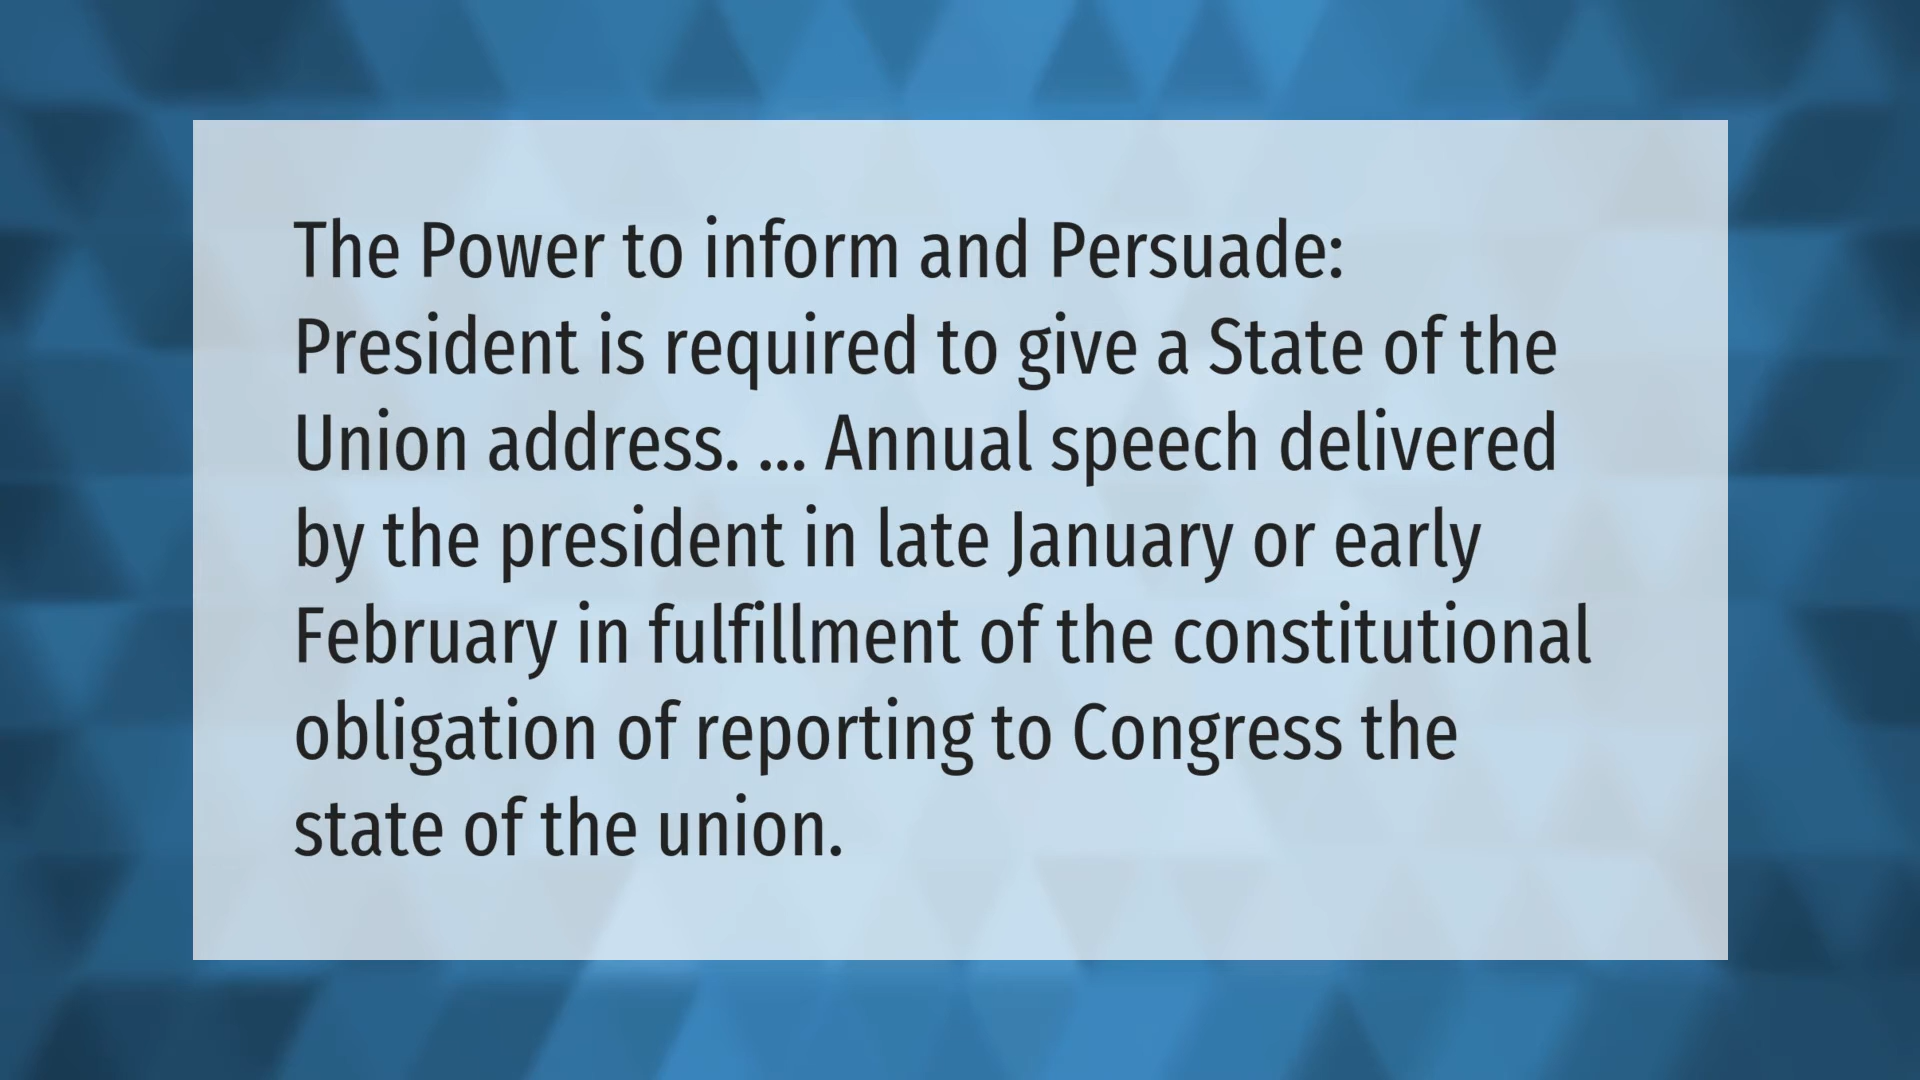 The Power to inform and Persuade:
President is required to give a State of the
Union address. ... Annual speech delivered
by the president in late January or early
February in fulfillment of the constitutional
obligation of reporting to Congress the
state of the union.